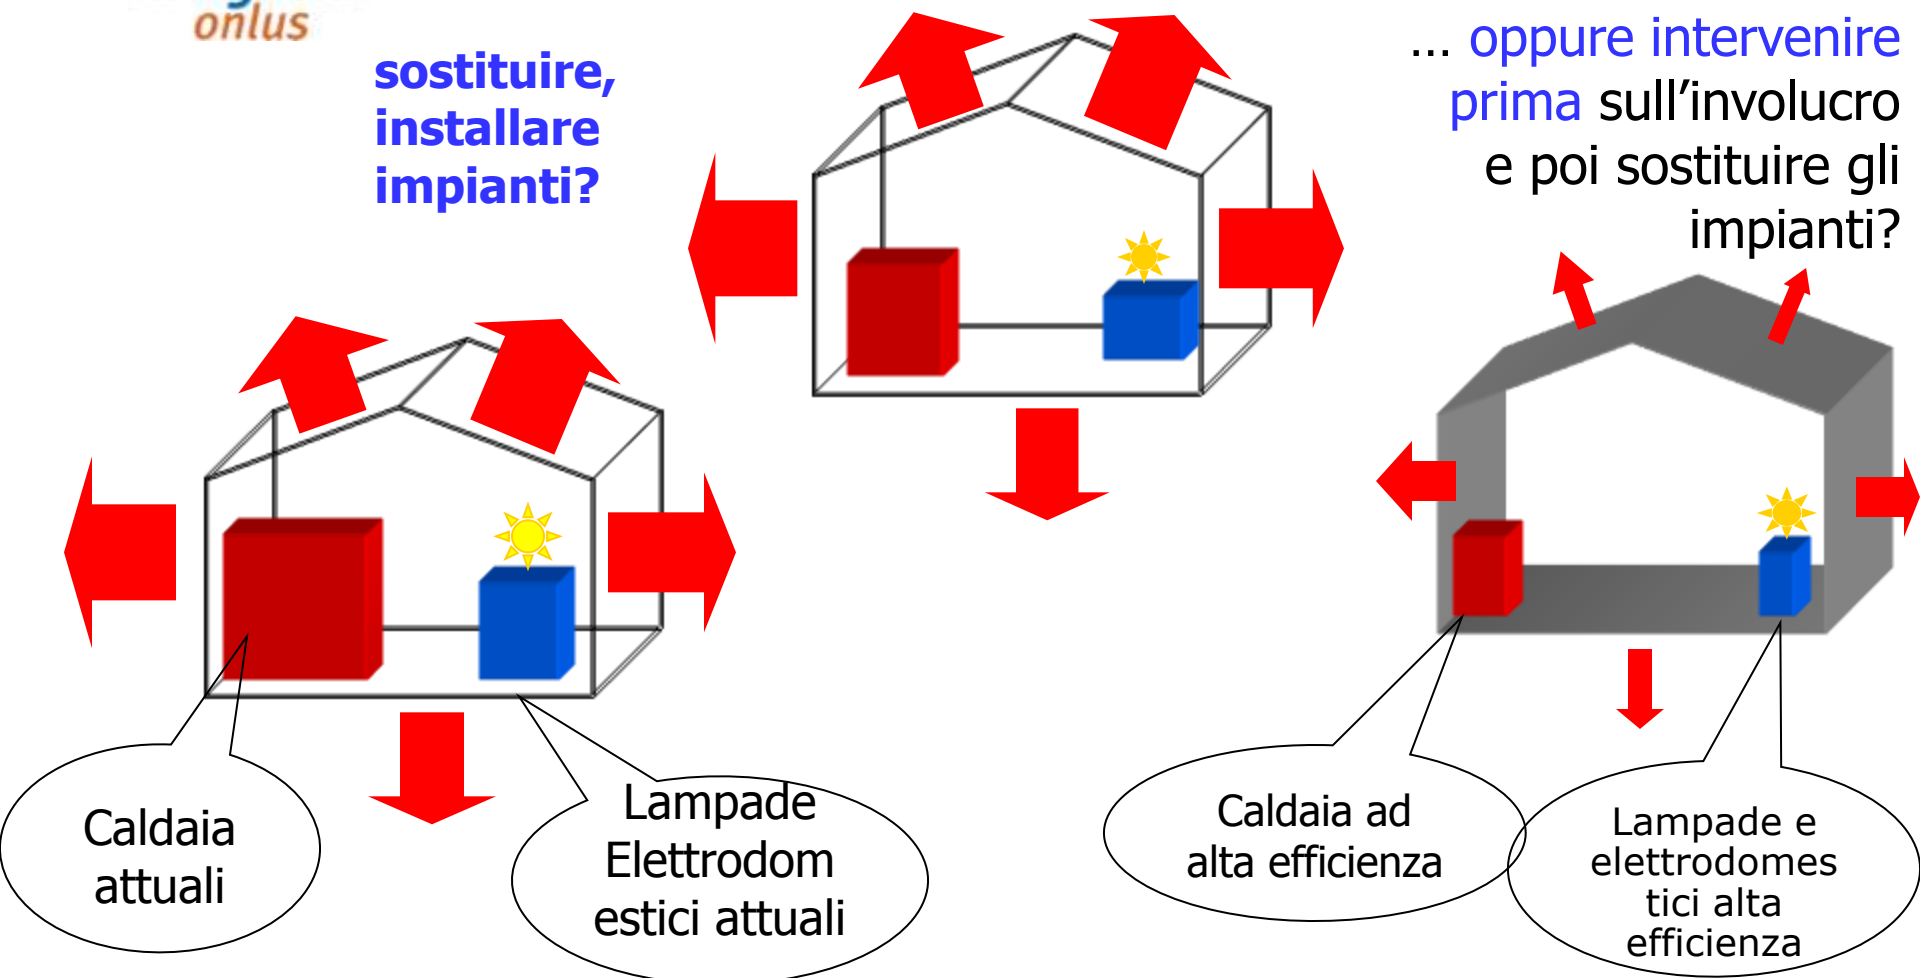 onlus
sostituire,
installare
impianti?
... oppure intervenire
prima sull'involucro
e poi sostituire gli
impianti?
Caldaia
attuali
Lampade
Elettrodom
estici attuali
Caldaia ad
alta efficienza
Lampade e
elettrodomes
tici alta
efficienza